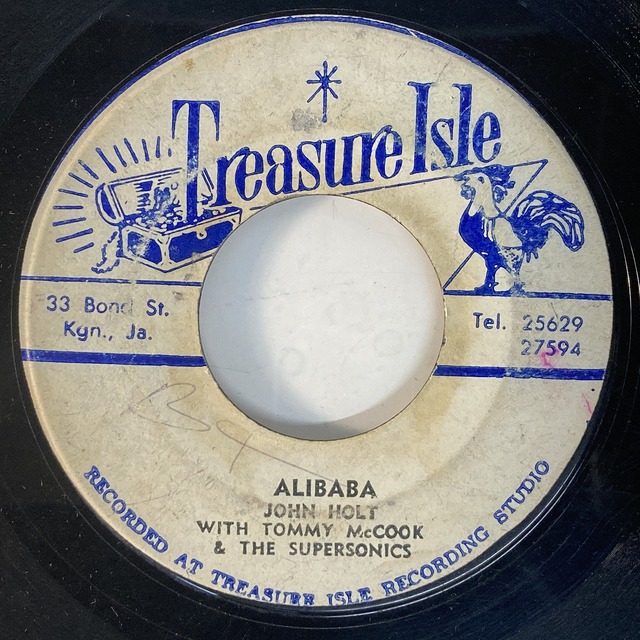 Treasure Isle
33 Bond St.
Kgn., Ja.
Tel. 25629
27594
ALIBABA
JOHN HOLT
WITH TOMMY McCOOK
& THE SUPERSONICS
RECORDED AT TREASURE ISLE RECORDING STUDIO